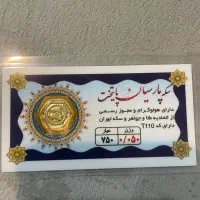 سکه پارسیان پایتخت
دارای هولوگرام و مجوز رسمی
از اتحادیه طلا و جواهر و سکه تهران
دارای کد T110
وزن عیار
۰/۰۵۰ ۷۵۰